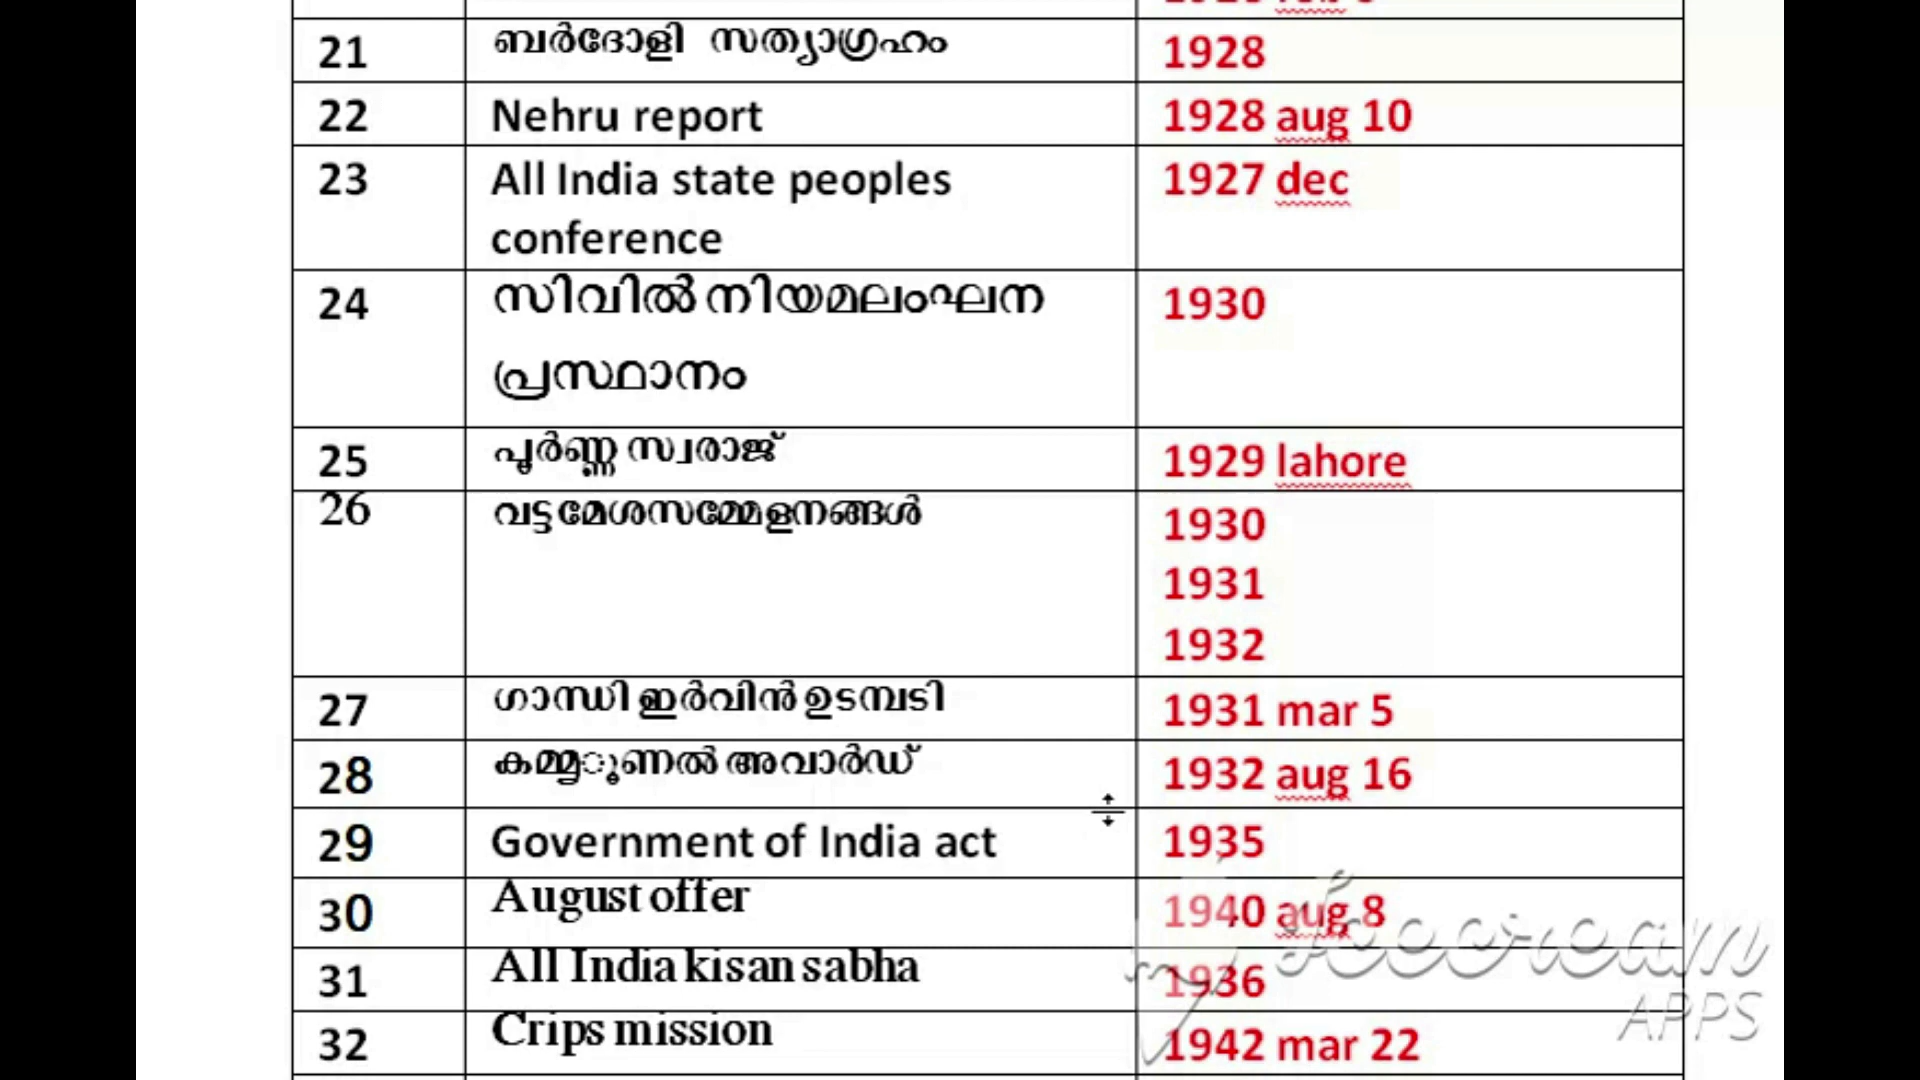 21 ബർദോളി സത്യാഗ്രഹം 1928
22 Nehru report 1928 aug 10
23 All India state peoples 1927 dec
conference
24 സിവിൽ നിയമലംഘന 1930
പ്രസ്ഥാനം
25 പൂർണ്ണ സ്വരാജ് 1929 lahore
26 വട്ടമേശസമ്മേളനങ്ങൾ 1930
1931
1932
27 ഗാന്ധി ഇർവിൻ ഉടമ്പടി 1931 mar 5
28 അവാർഡ് 1932 aug 16
29 Government of India act 1935
30 August offer 1940 aug 8
31 All India kisan sabha 1936
32 Crips mission 1942 mar 22
APPS